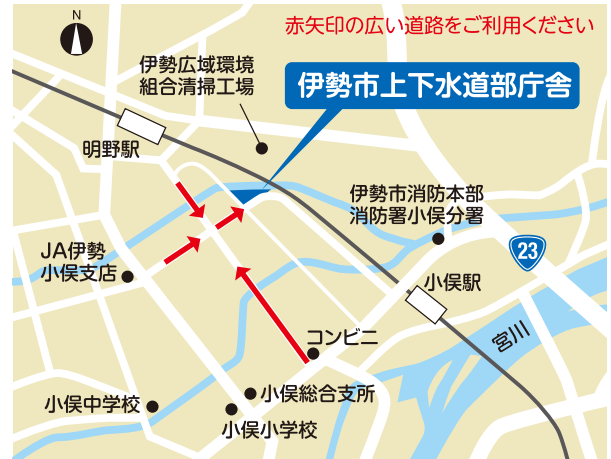 N
赤矢印の広い道路をご利用ください
伊勢広域環境
組合清掃工場
伊勢市上下水道部庁舎
明野駅
伊勢市消防本部
消防署小俣分署
JA伊勢
小俣支店
23
小俣駅
宮川
コンビニ
小俣総合支所
小俣中学校
小俣小学校